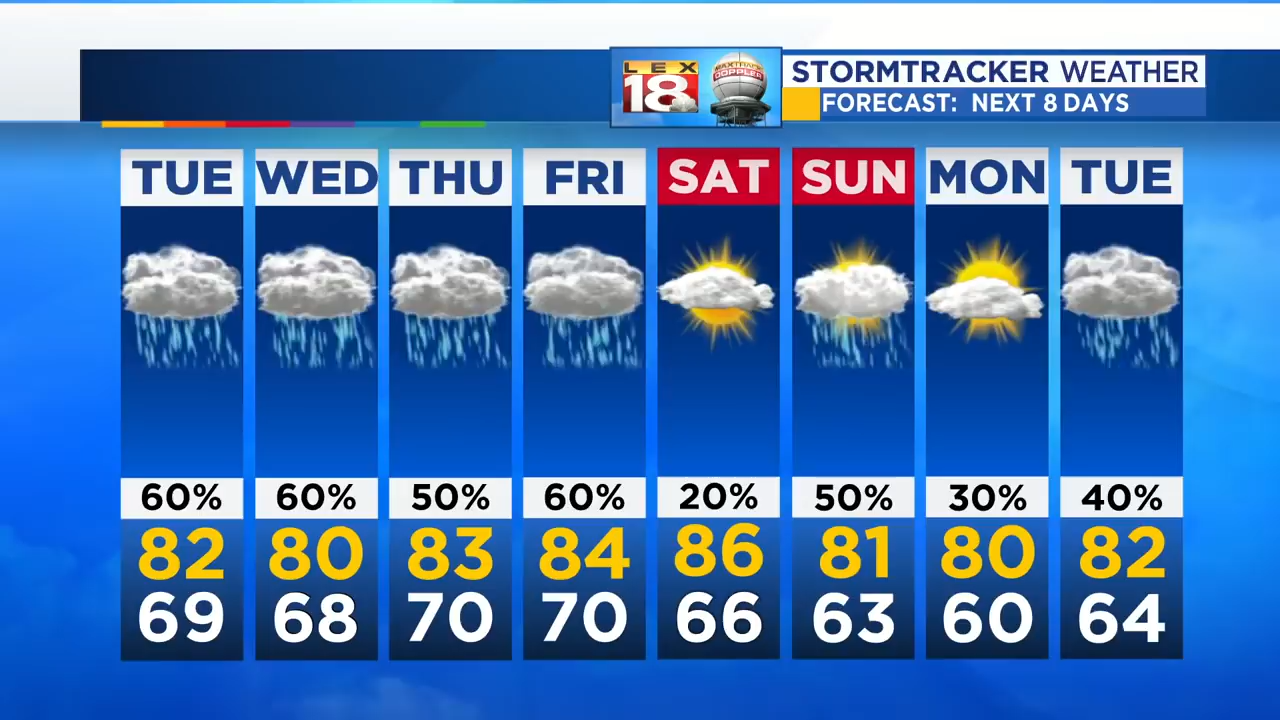 LEX
18
MAXTRACK
DOPPLER
STORMTRACKER WEATHER
FORECAST: NEXT 8 DAYS
TUE WED THU FRI SAT SUN MON TUE
60% 60% 50% 60% 20% 50% 30% 40%
82 80 83 84 86 81 80 82
69 68 70 70 66 63 60 64